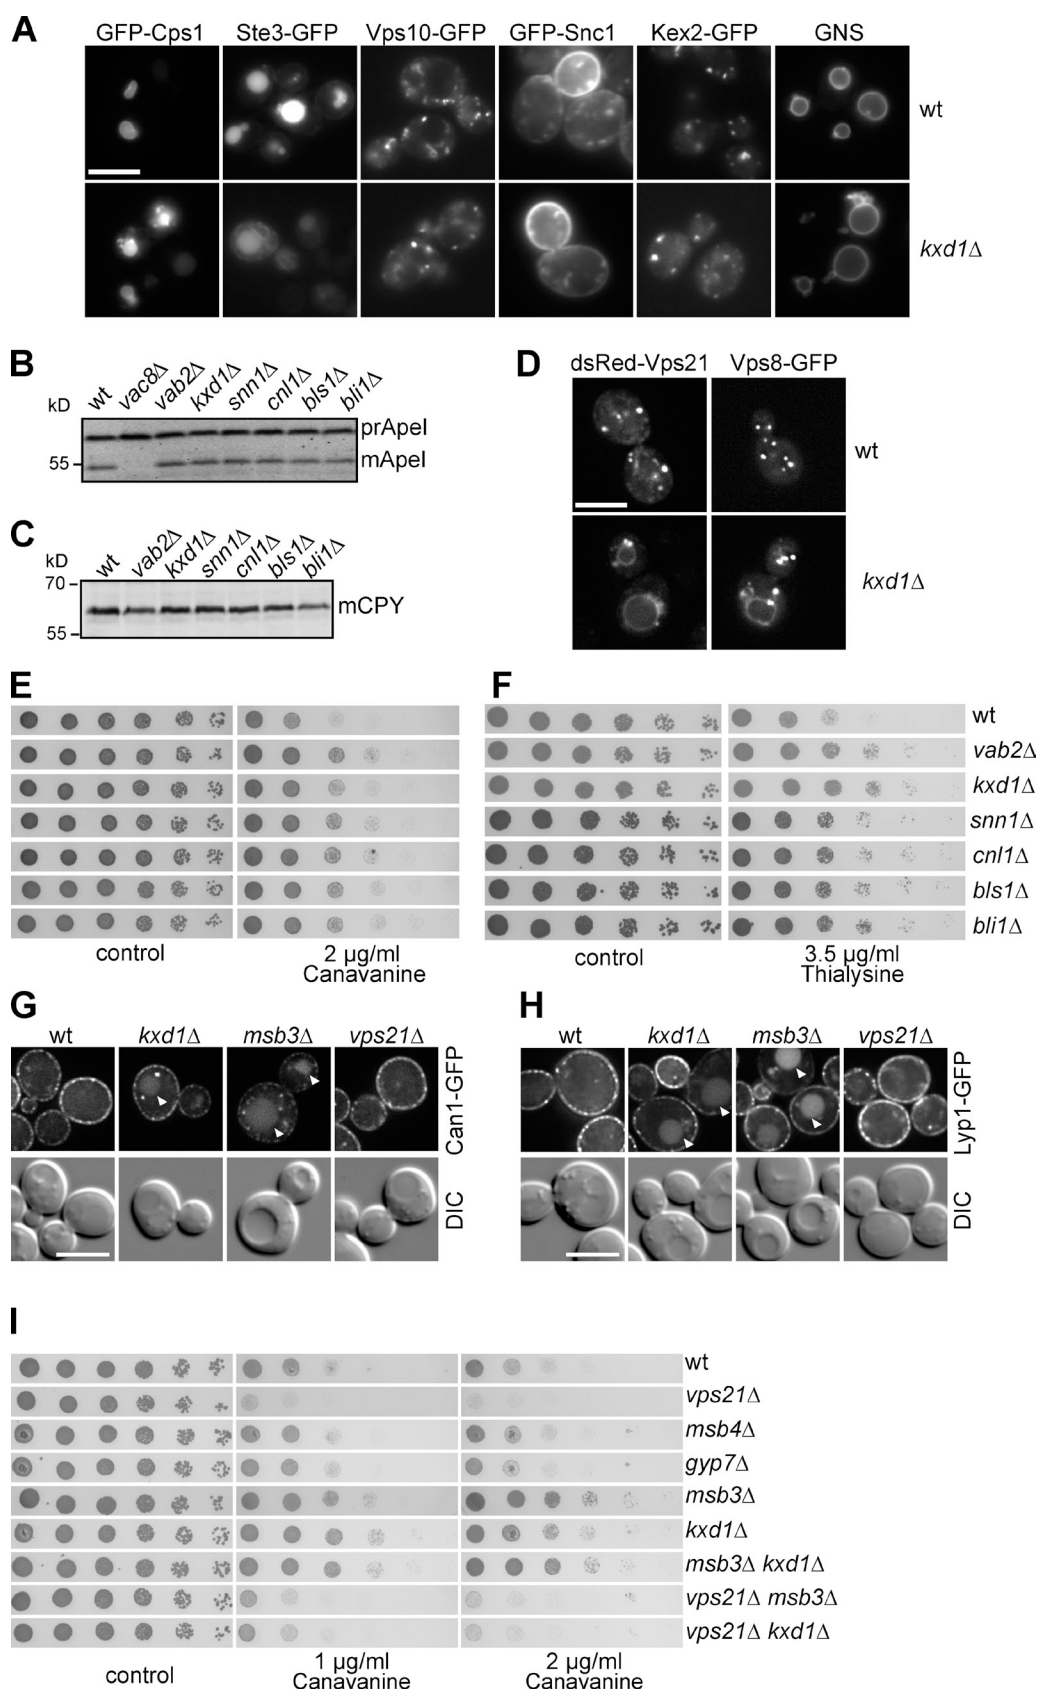 A
GFP-Cps1 Ste3-GFP Vps10-GFP GFP-Snc1 Kex2-GFP GNS
wt
kxd1Δ
B
kD wt vac8Δ vab2Δ kxd1Δ snn1Δ cnl1Δ bls1Δ bli1Δ
prApeI
55 mApeI
C
kD wt vab2Δ kxd1Δ snn1Δ cnl1Δ bls1Δ bli1Δ
70
mCPY
55
D
dsRed-Vps21 Vps8-GFP
wt
kxd1Δ
E
control
2 µg/ml
Canavanine
F
wt
vab2Δ
kxd1Δ
snn1Δ
cnl1Δ
bls1Δ
bli1Δ
control
3.5 µg/ml
Thialysine
G
wt kxd1Δ msb3Δ vps21Δ
Can1-GFP
DIC
H
wt kxd1Δ msb3Δ vps21Δ
Lyp1-GFP
DIC
I
wt
vps21Δ
msb4Δ
gyp7Δ
msb3Δ
kxd1Δ
msb3Δ kxd1Δ
vps21Δ msb3Δ
vps21Δ kxd1Δ
control
1 µg/ml
Canavanine
2 µg/ml
Canavanine